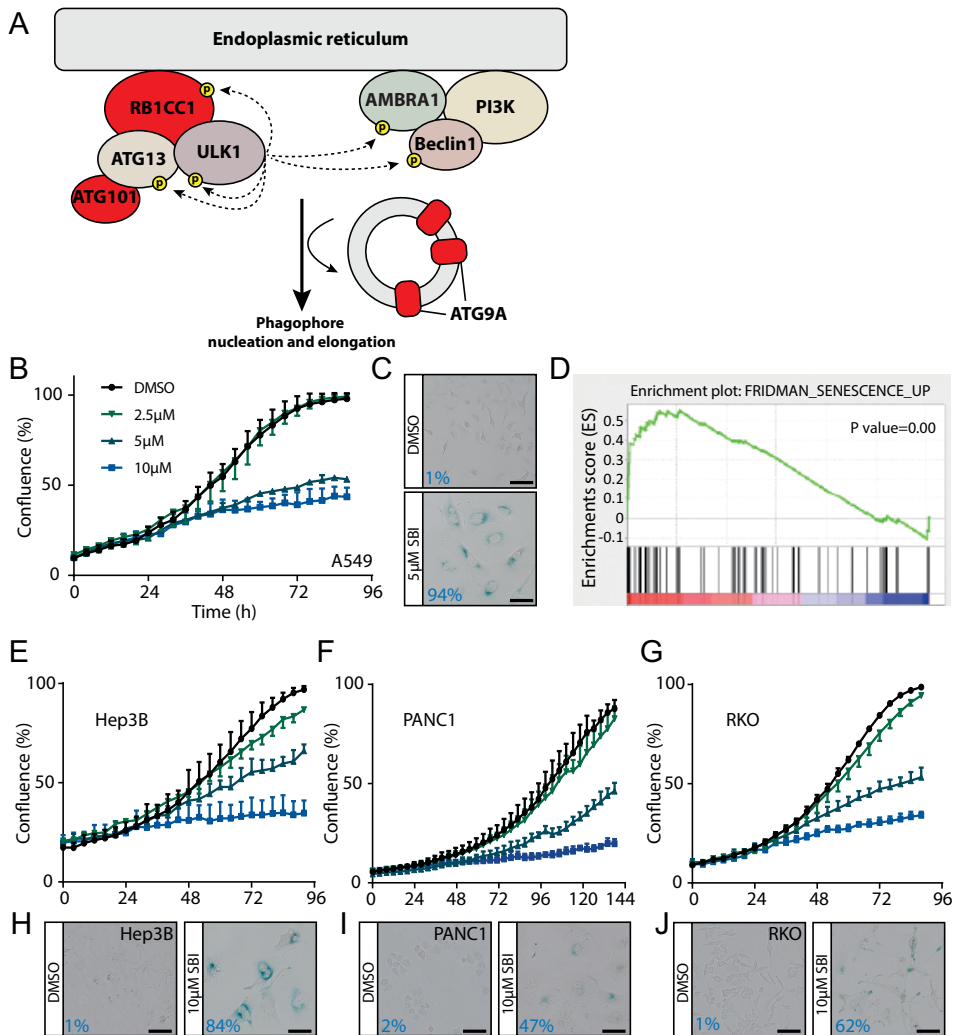 A
Endoplasmic reticulum
RB1CC1
P
ATG13
ULK1
P
P
ATG101
AMBRA1
PI3K
P
Beclin1
P
ATG9A
Phagophore
nucleation and elongation
B
100
50
0
Confluence (%)
DMSO
2.5µM
5µM
10µM
A549
0 24 48 72 96
Time (h)
C
DMSO
1%
5µM SBI
94%
D
Enrichment plot: FRIDMAN_SENESCENCE_UP
P value=0.00
Enrichments score (ES)
0.5
0.4
0.3
0.2
0.1
0
-0.1
E
100
50
0
Confluence (%)
Hep3B
0 24 48 72 96
F
100
50
0
Confluence (%)
PANC1
0 24 48 72 96 120 144
G
100
50
0
Confluence (%)
RKO
0 24 48 72 96
H
DMSO
Hep3B
1%
10µM SBI
84%
I
DMSO
PANC1
2%
10µM SBI
47%
J
DMSO
RKO
1%
10µM SBI
62%